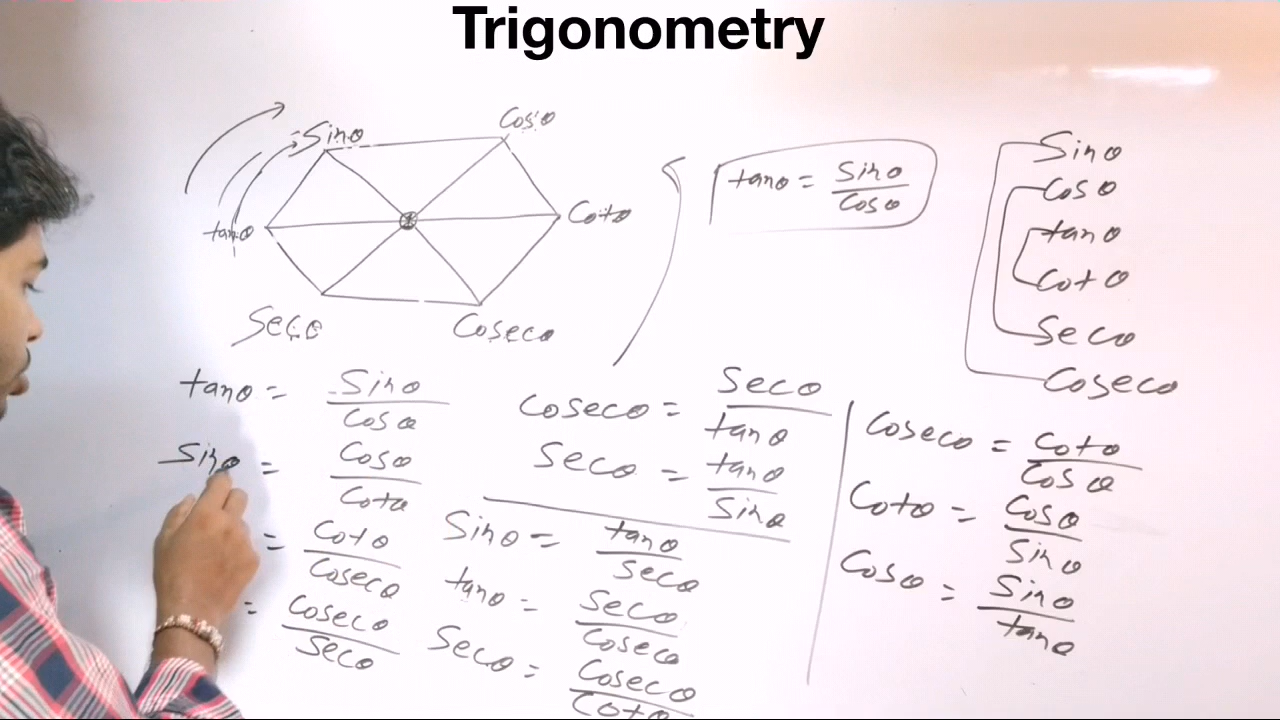 Trigonometry
Sinθ
Cosθ
Cotθ
Cosecθ
Secθ
tanθ
1
tanθ = Sinθ / Cosθ
Sinθ
Cosθ
tanθ
Cotθ
Secθ
Cosecθ
tanθ = Sinθ / Cosθ
Sinθ = Cosθ / Cotθ
= Cotθ / Cosecθ
= Cosecθ / Secθ
Cosecθ = Secθ / tanθ
Secθ = tanθ / Sinθ
Sinθ = tanθ / Secθ
tanθ = Secθ / Cosecθ
Secθ = Cosecθ / Cotθ
Cosecθ = Cotθ / Cosθ
Cotθ = Cosθ / Sinθ
Cosθ = Sinθ / tanθ